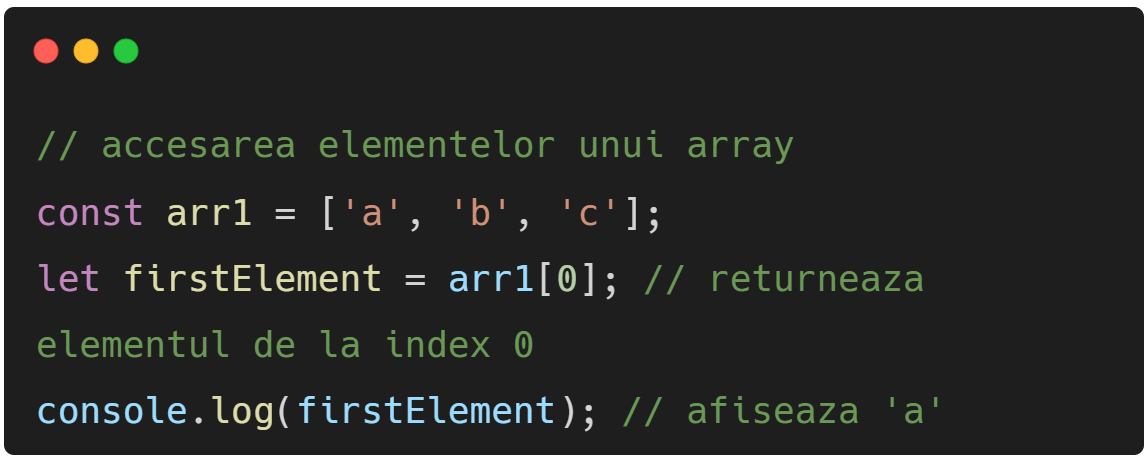 // accesarea elementelor unui array
const arr1 = ['a', 'b', 'c'];
let firstElement = arr1[0]; // returneaza
elementul de la index 0
console.log(firstElement); // afiseaza 'a'